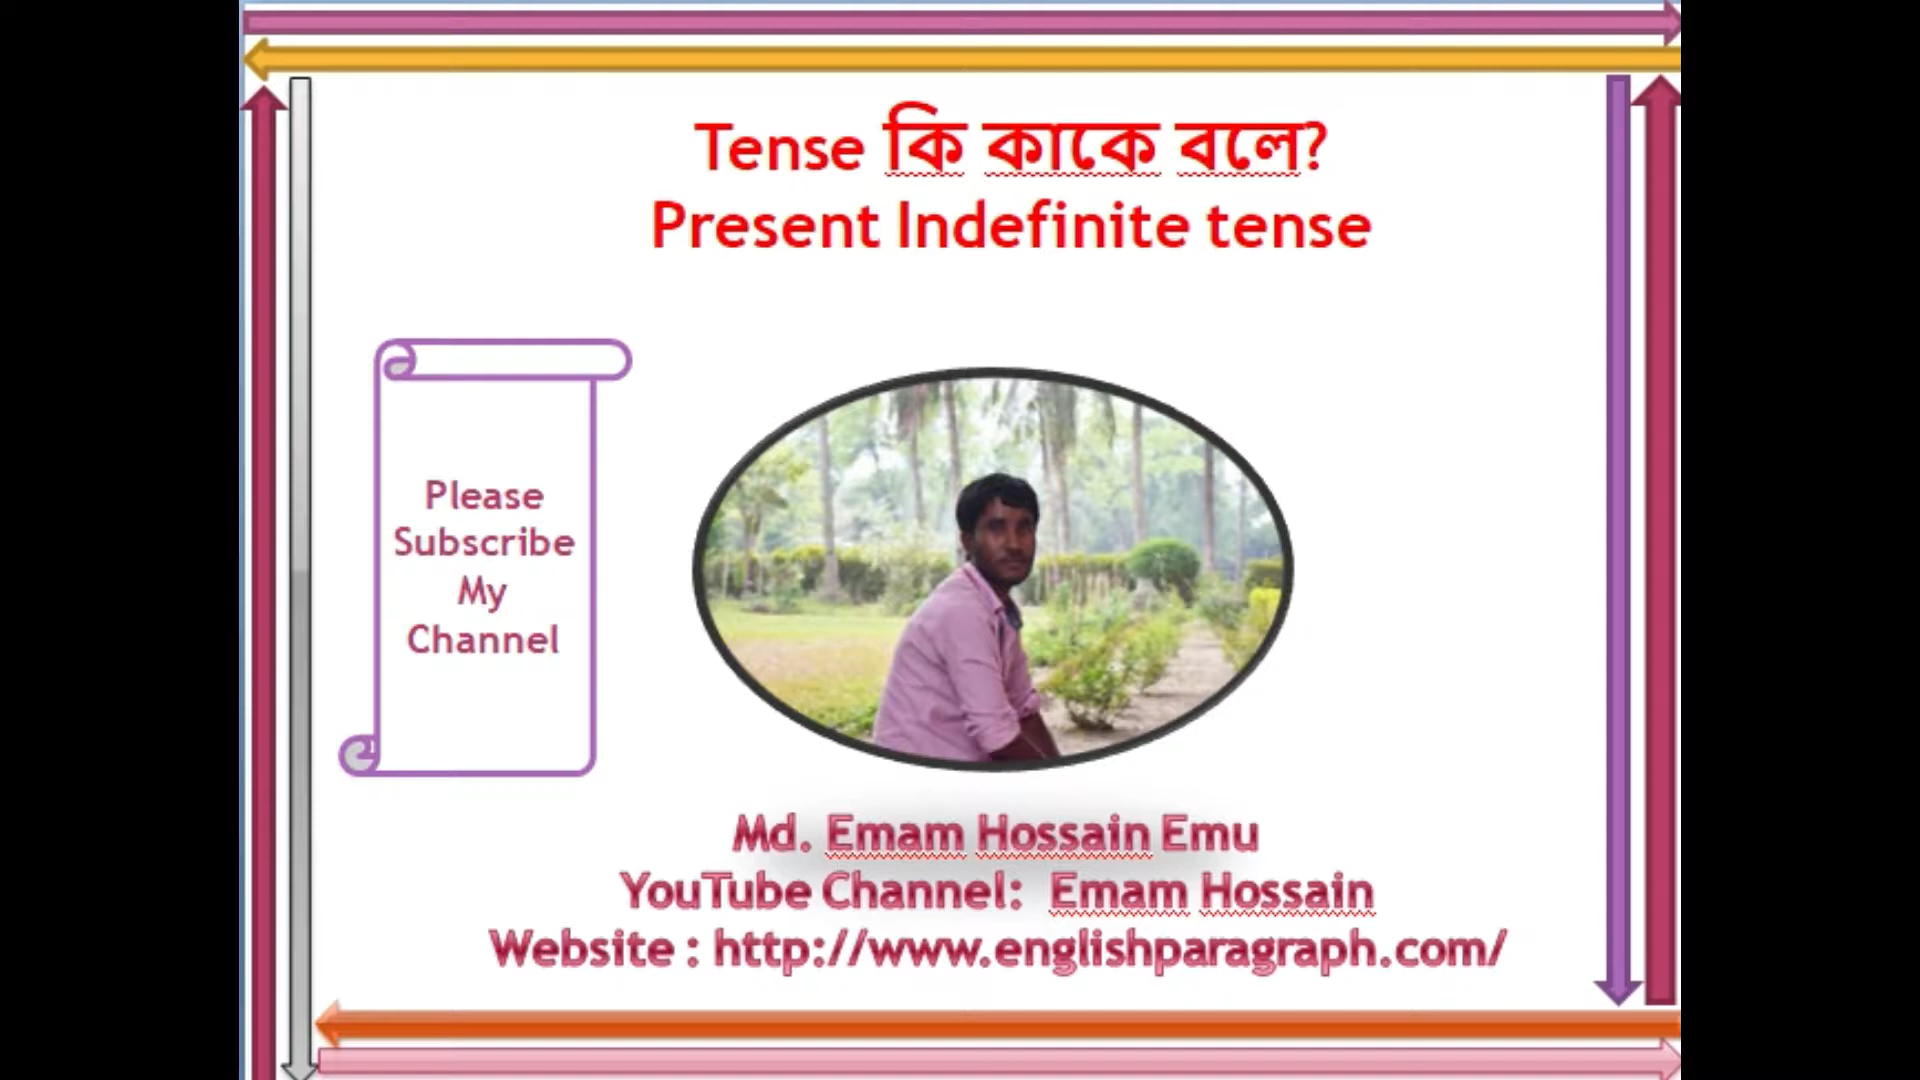 Tense কি কাকে বলে?
Present Indefinite tense
Please
Subscribe
My
Channel
Md. Emam Hossain Emu
YouTube Channel: Emam Hossain
Website : http://www.englishparagraph.com/